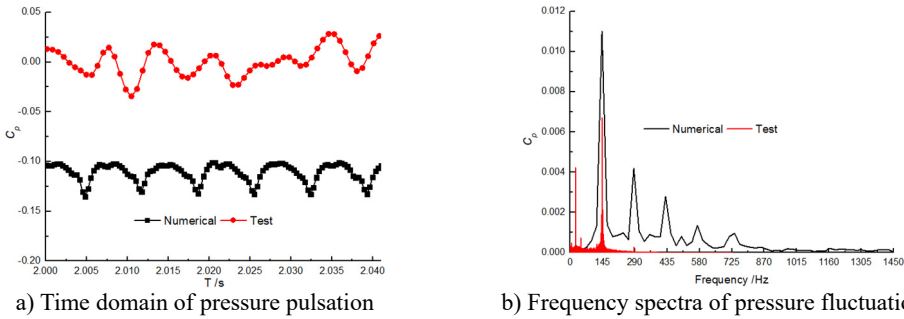 0.05
0.00
-0.05
-0.10
-0.15
-0.20
C_p
Numerical Test
2.000 2.005 2.010 2.015 2.020 2.025 2.030 2.035 2.040
T /s
a) Time domain of pressure pulsation
0.012
0.010
0.008
0.006
0.004
0.002
0.000
C_p
Numerical Test
0 145 290 435 580 725 870 1015 1160 1305 1450
Frequency /Hz
b) Frequency spectra of pressure fluctuatio